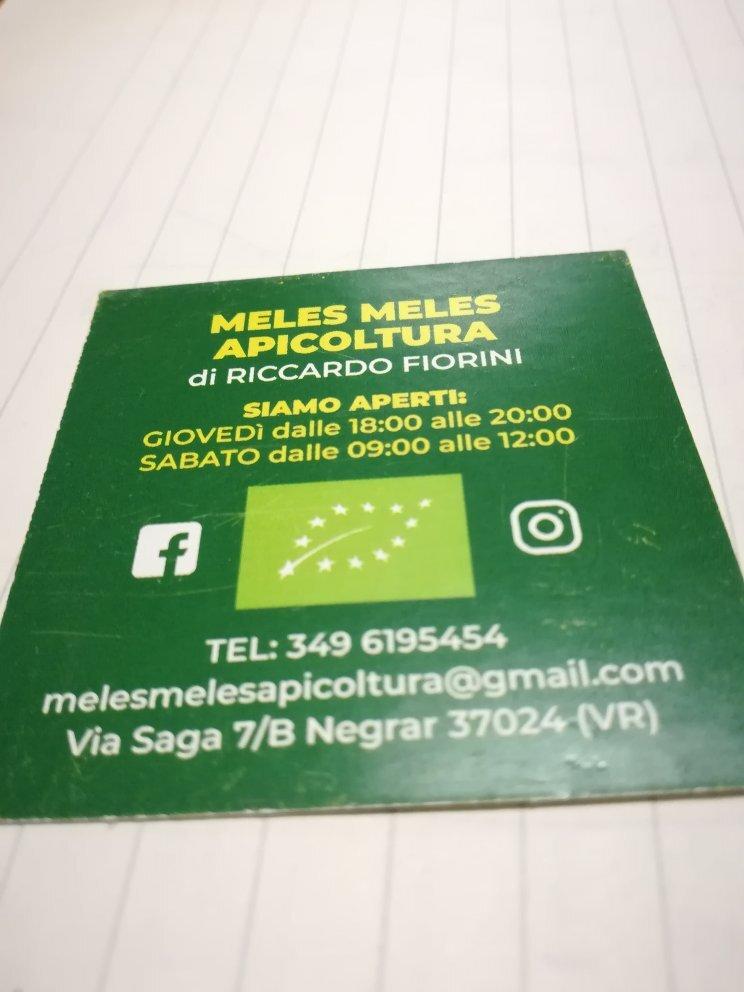 MELES MELES
APICOLTURA
di RICCARDO FIORINI
SIAMO APERTI:
GIOVEDì dalle 18:00 alle 20:00
SABATO dalle 09:00 alle 12:00
TEL: 349 6195454
melesmelesapicoltura@gmail.com
Via Saga 7/B Negrar 37024 (VR)